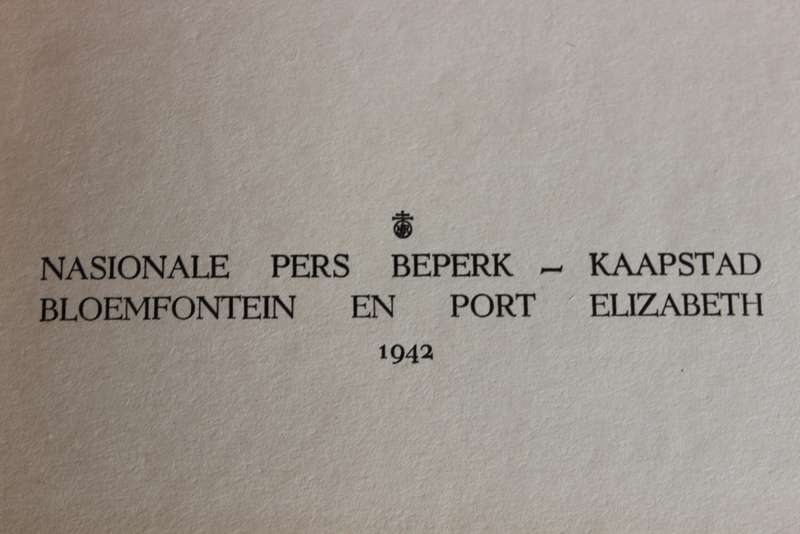 NASIONALE PERS BEPERK – KAAPSTAD
BLOEMFONTEIN EN PORT ELIZABETH
1942